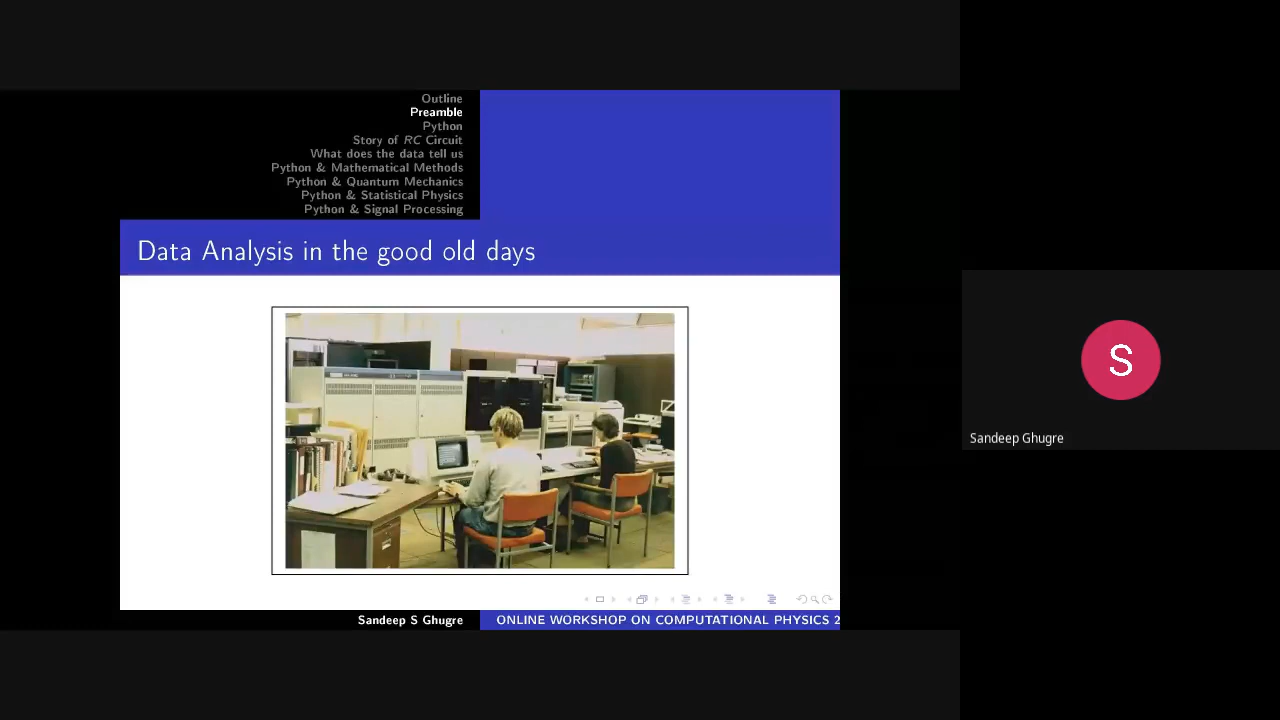 Outline
Preamble
Python
Story of RC Circuit
What does the data tell us
Python & Mathematical Methods
Python & Quantum Mechanics
Python & Statistical Physics
Python & Signal Processing
Data Analysis in the good old days
Sandeep S Ghugre
ONLINE WORKSHOP ON COMPUTATIONAL PHYSICS 2
S
Sandeep Ghugre